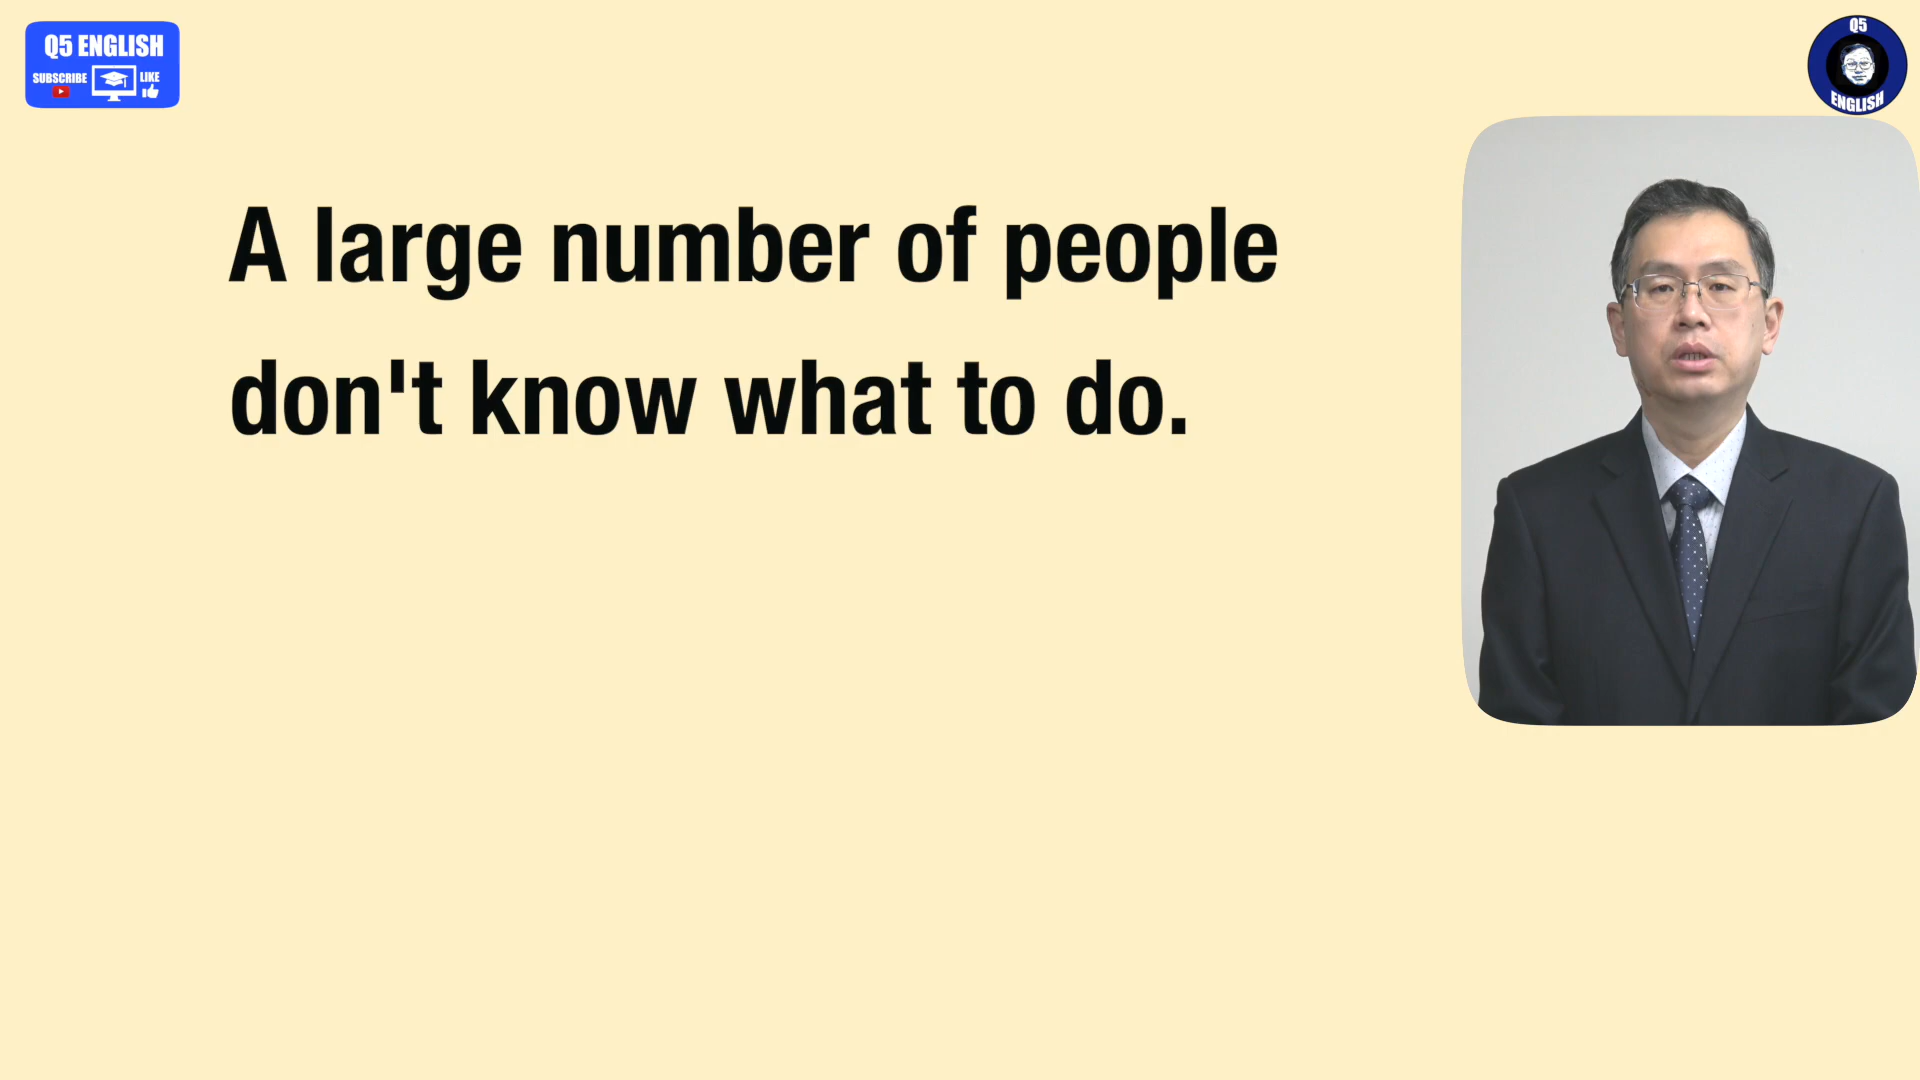 Q5 ENGLISH
SUBSCRIBE
LIKE
Q5
ENGLISH
A large number of people
don't know what to do.